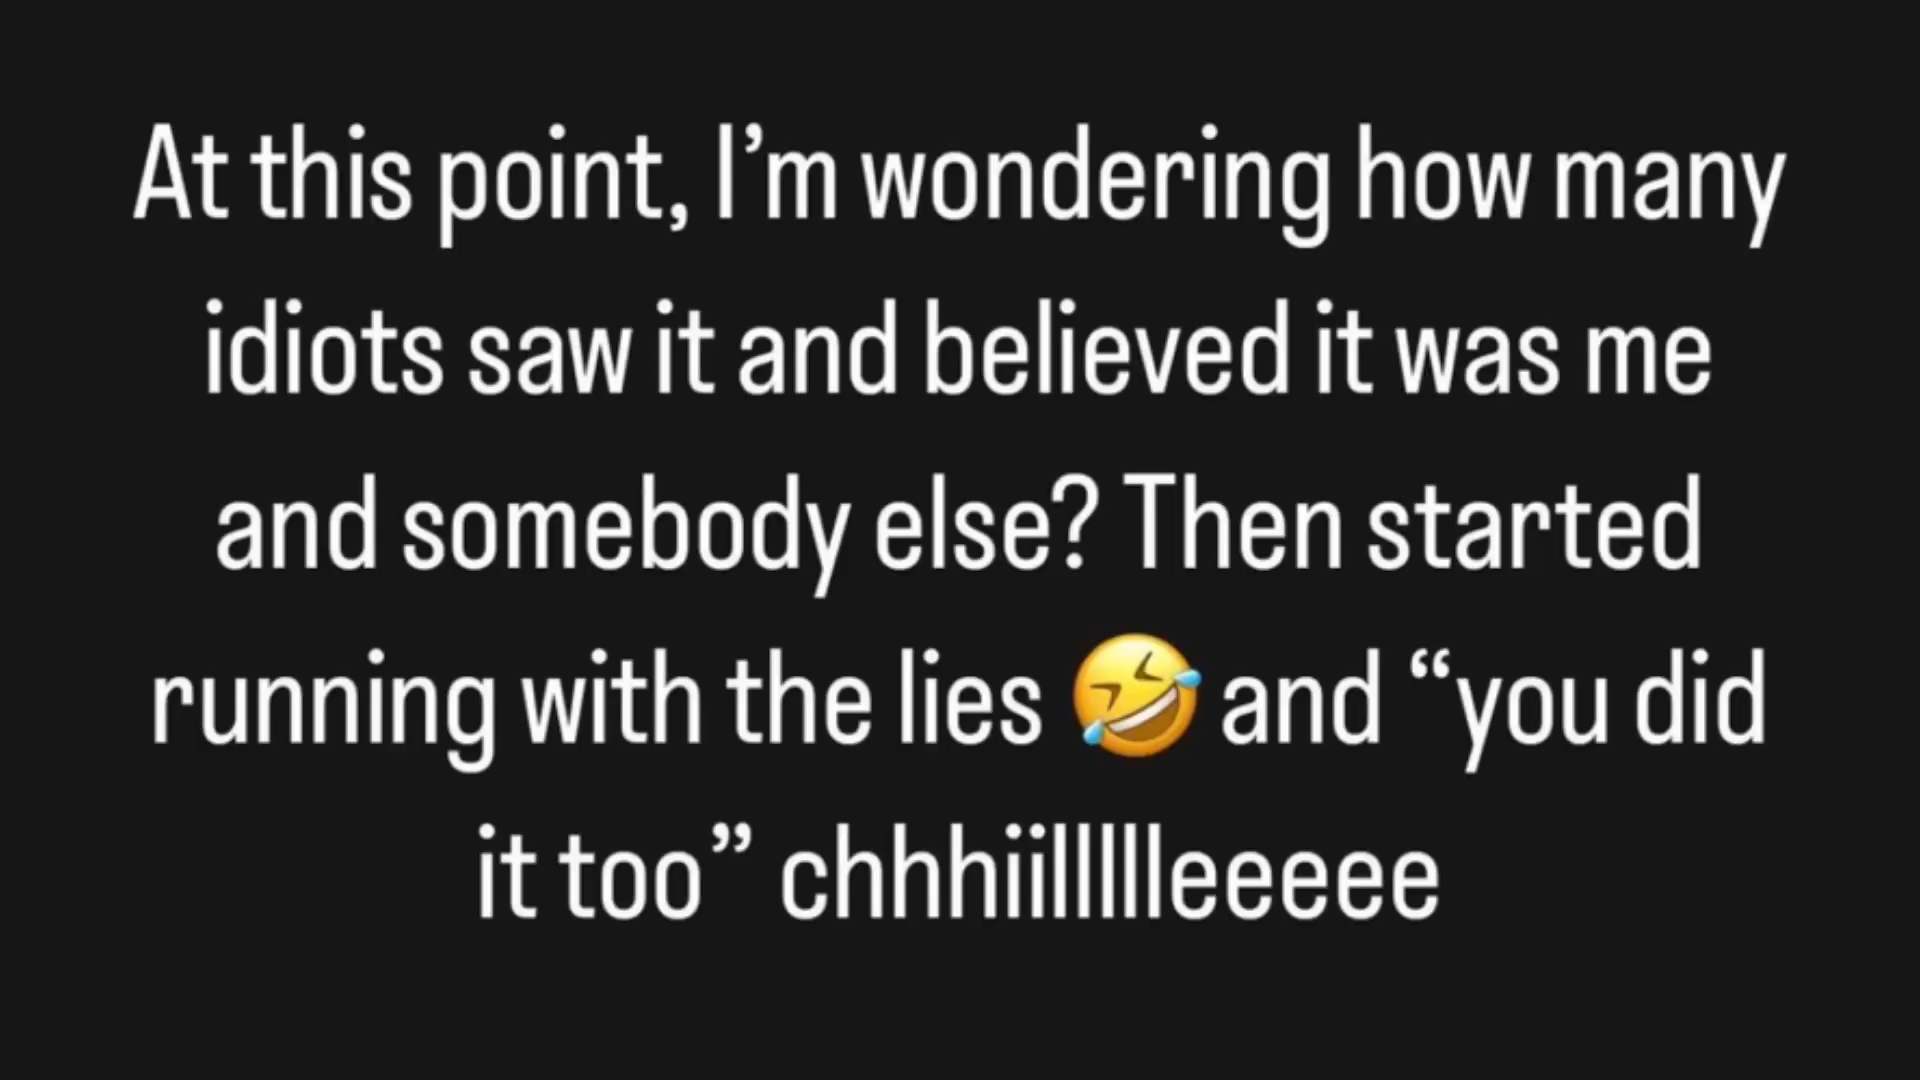 At this point, I’m wondering how many
idiots saw it and believed it was me
and somebody else? Then started
running with the lies 🤣 and “you did
it too” chhhiilllllleeeee